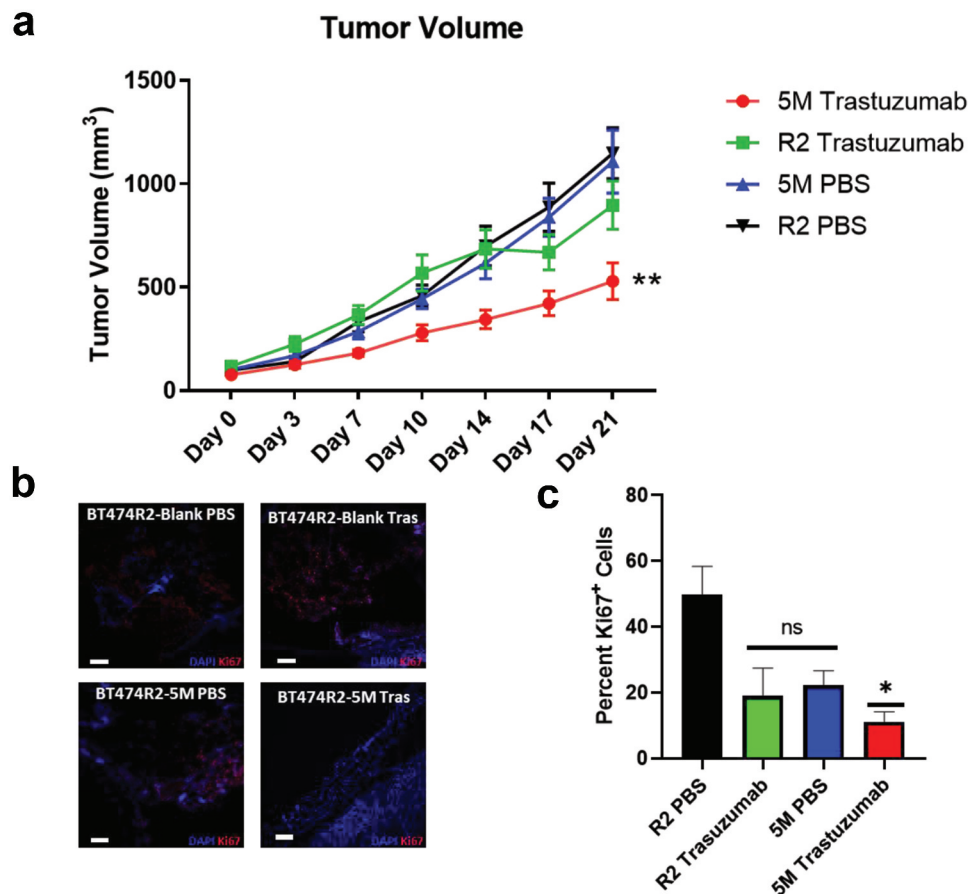 a
Tumor Volume
1500
1000
500
0
Tumor Volume (mm³)
Day 0
Day 3
Day 7
Day 10
Day 14
Day 17
Day 21
**
5M Trastuzumab
R2 Trastuzumab
5M PBS
R2 PBS
b
BT474R2-Blank PBS
DAPI Ki67
BT474R2-Blank Tras
DAPI Ki67
BT474R2-5M PBS
DAPI Ki67
BT474R2-5M Tras
DAPI Ki67
c
80
60
40
20
0
Percent Ki67⁺ Cells
ns
*
R2 PBS
R2 Trasuzumab
5M PBS
5M Trastuzumab